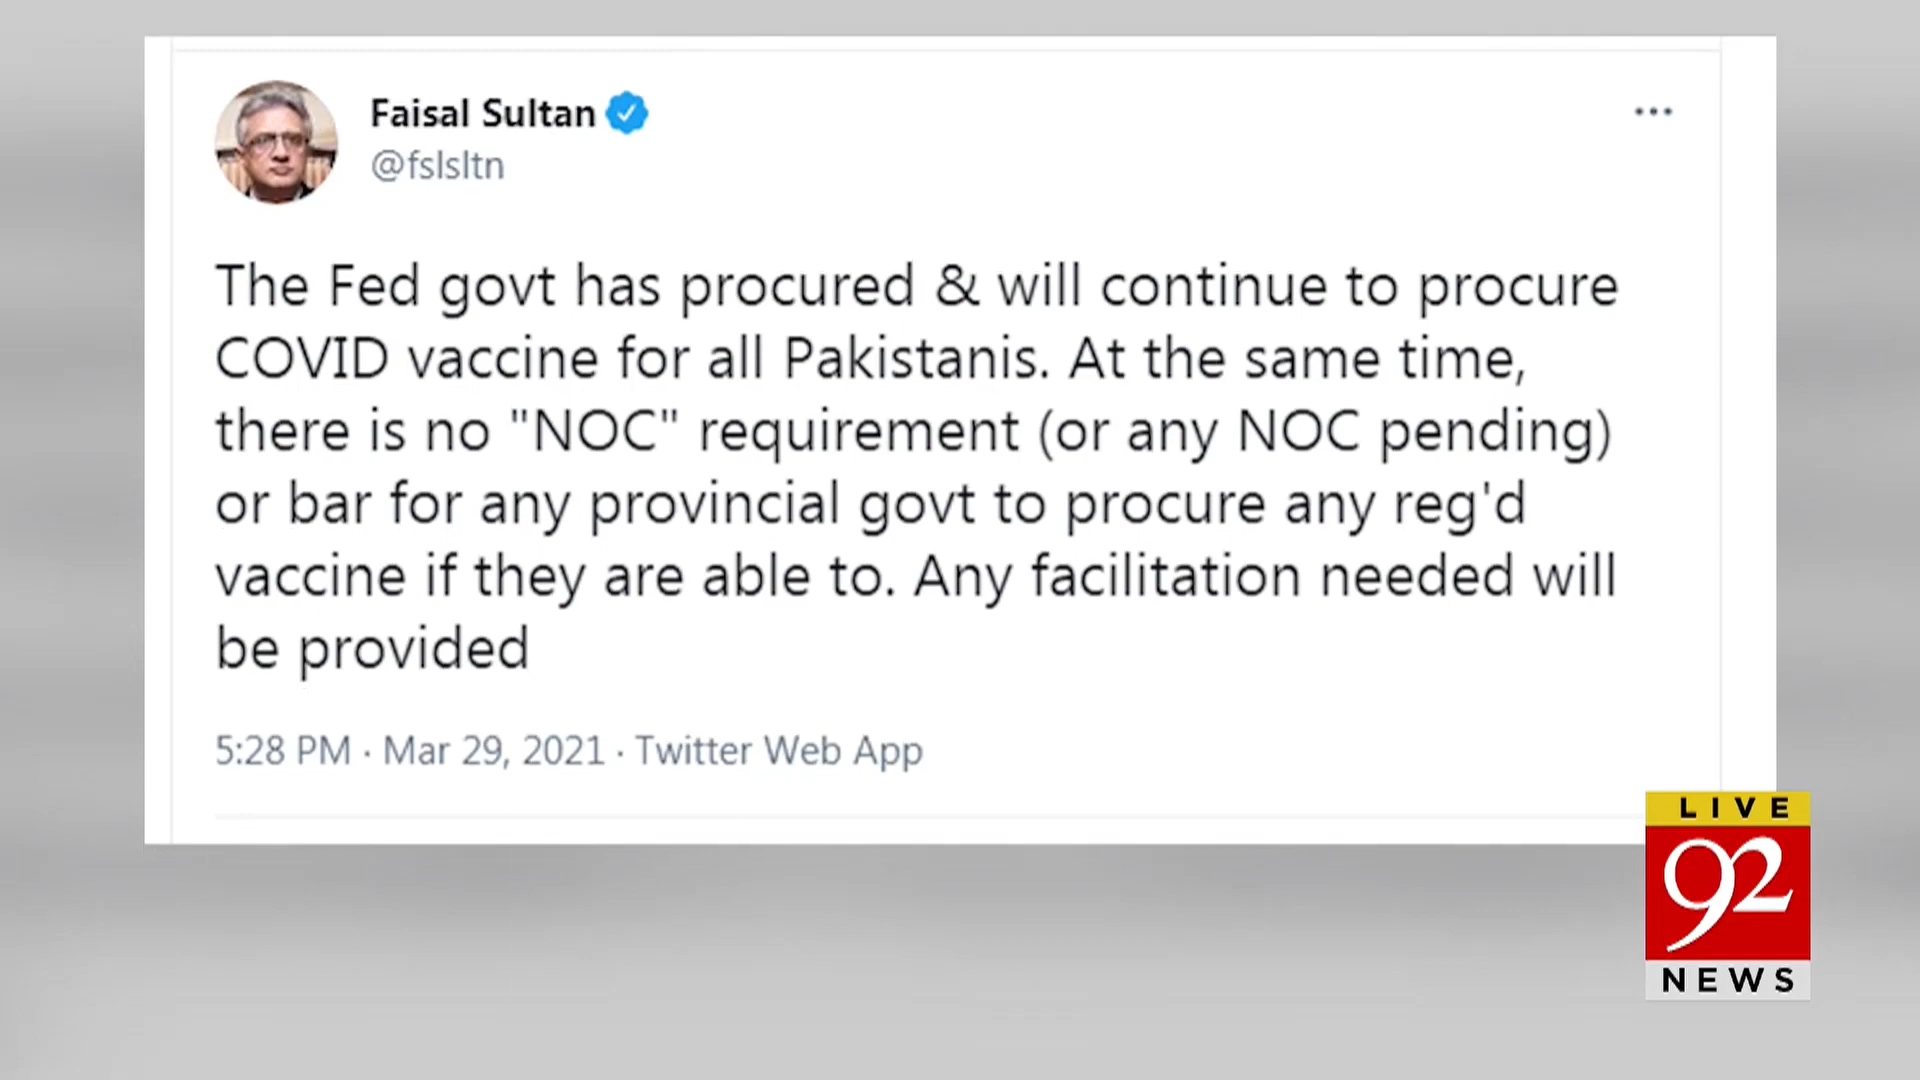 Faisal Sultan
@fslsltn
The Fed govt has procured & will continue to procure
COVID vaccine for all Pakistanis. At the same time,
there is no "NOC" requirement (or any NOC pending)
or bar for any provincial govt to procure any reg'd
vaccine if they are able to. Any facilitation needed will
be provided
5:28 PM · Mar 29, 2021 · Twitter Web App
LIVE
92
NEWS